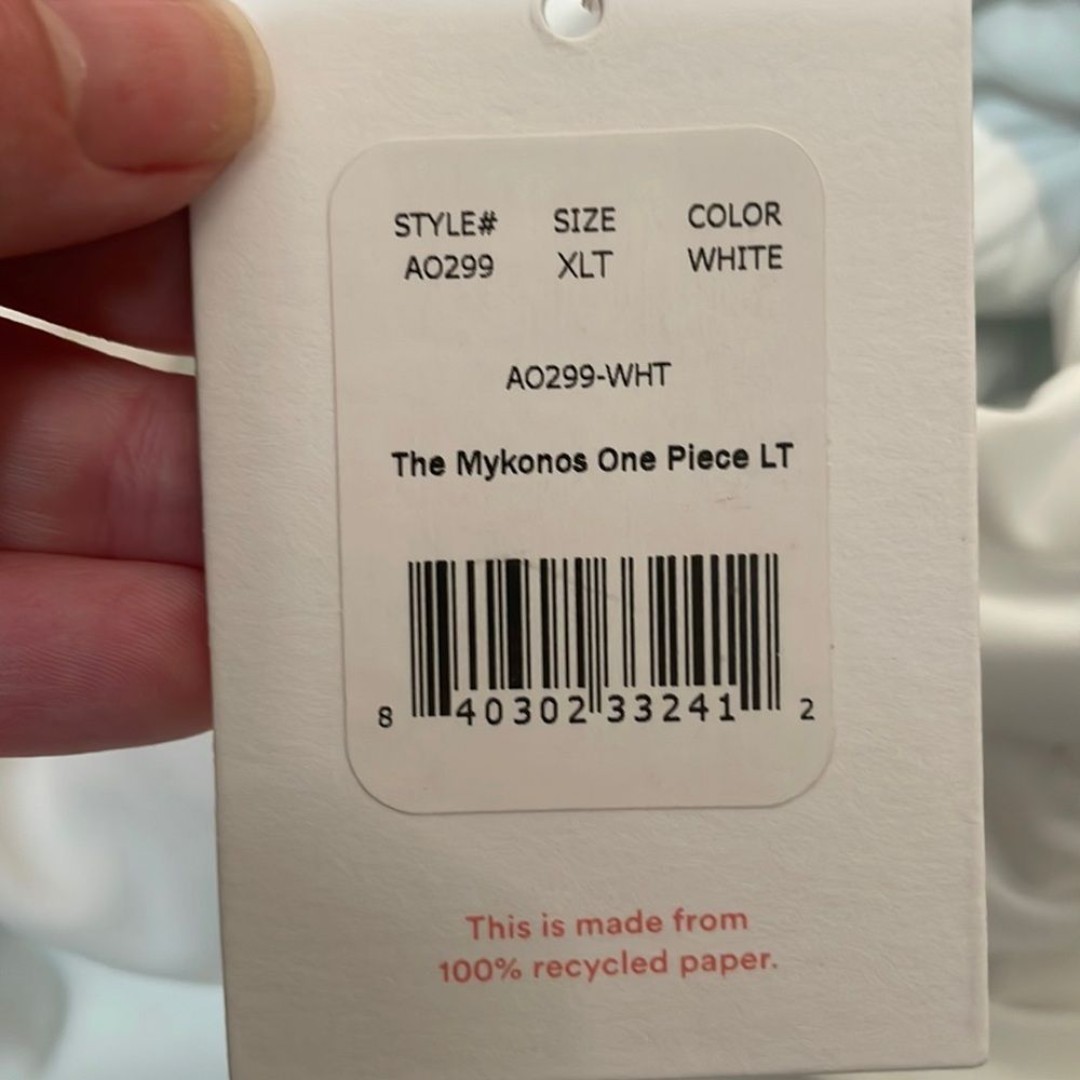 STYLE# SIZE COLOR
AO299 XLT WHITE
AO299-WHT
The Mykonos One Piece LT
8 40302 33241 2
This is made from
100% recycled paper.